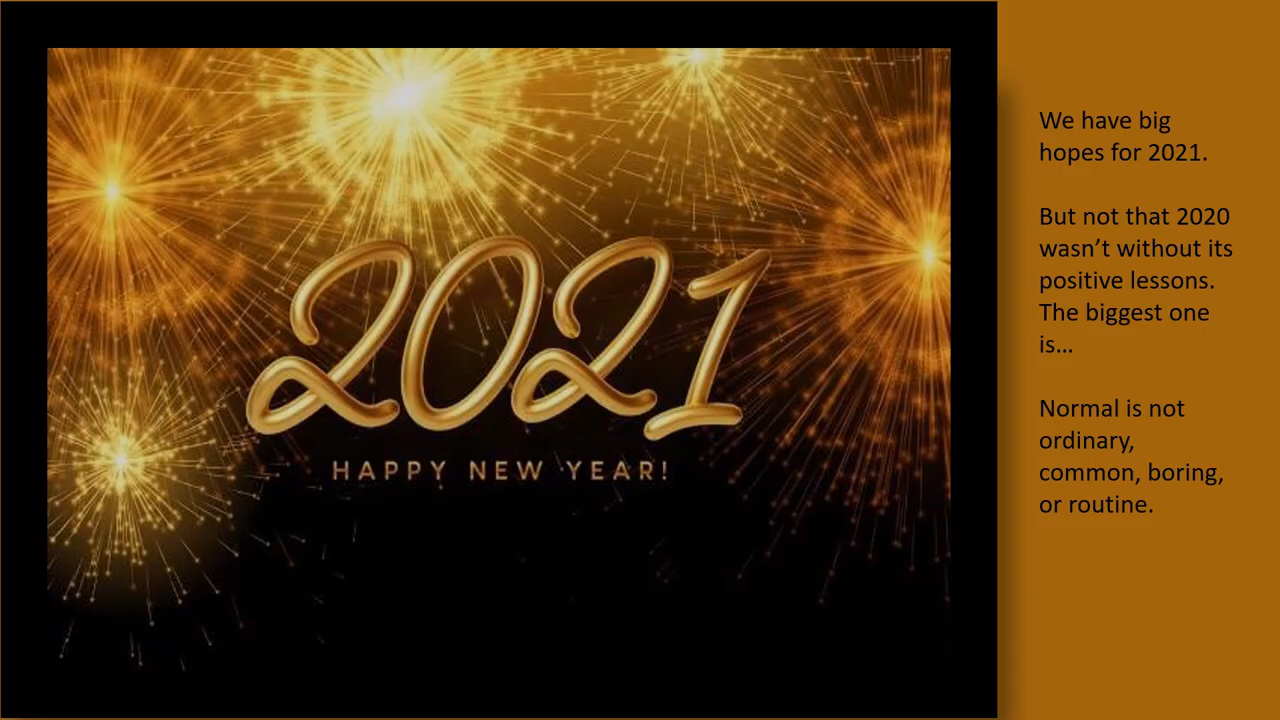 2021
HAPPY NEW YEAR!
We have big
hopes for 2021.
But not that 2020
wasn’t without its
positive lessons.
The biggest one
is…
Normal is not
ordinary,
common, boring,
or routine.